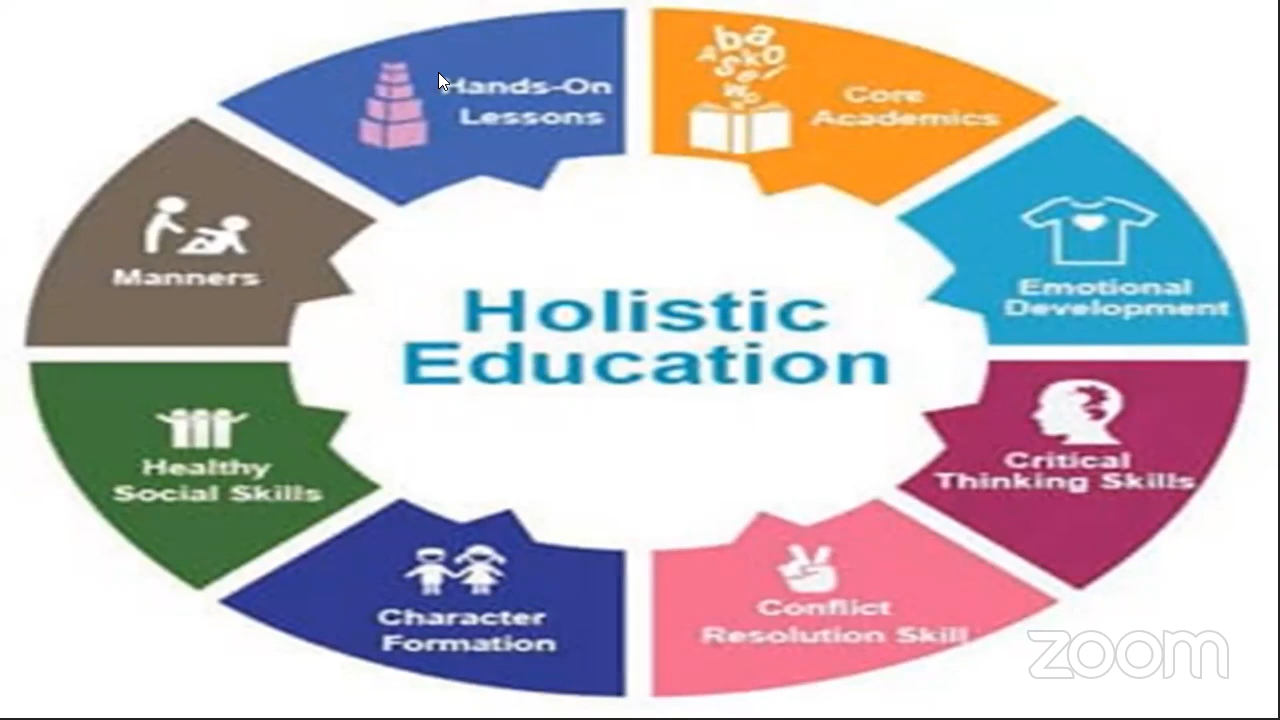 Hands-On
Lessons
Core
Academics
Emotional
Development
Critical
Thinking Skills
Conflict
Resolution Skill
Character
Formation
Healthy
Social Skills
Manners
Holistic
Education
zoom